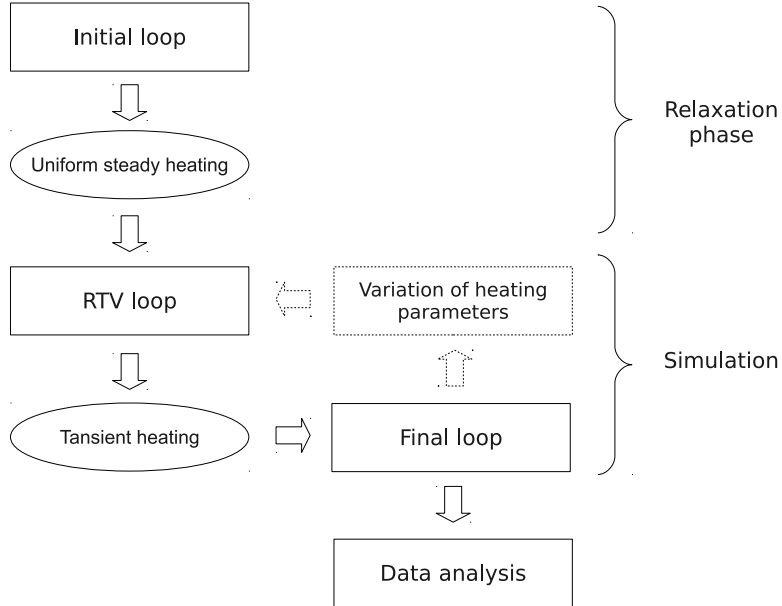 Initial loop
Relaxation
phase
Uniform steady heating
RTV loop
Variation of heating
parameters
Simulation
Tansient heating
Final loop
Data analysis